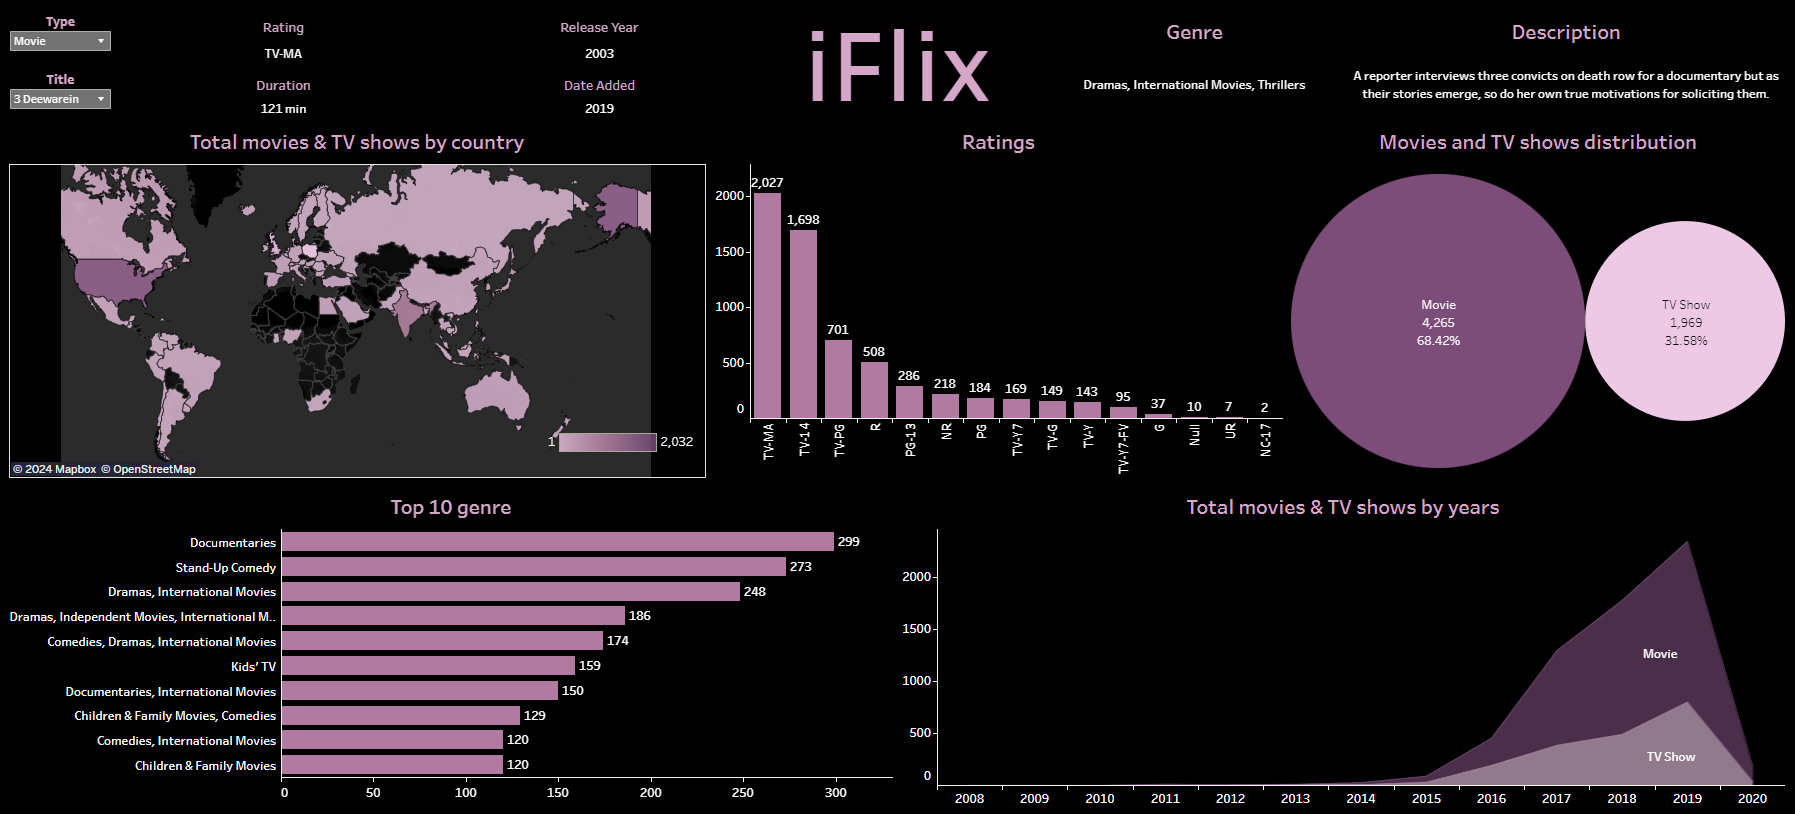 Type
Movie
Title
3 Deewarein
Rating
TV-MA
Duration
121 min
Release Year
2003
Date Added
2019
iFlix
Genre
Dramas, International Movies, Thrillers
Description
A reporter interviews three convicts on death row for a documentary but as
their stories emerge, so do her own true motivations for soliciting them.
Total movies & TV shows by country
1
2,032
© 2024 Mapbox © OpenStreetMap
Ratings
2000
1500
1000
500
0
2,027
1,698
701
508
286
218
184
169
149
143
95
37
10
7
2
TV-MA
TV-14
TV-PG
R
PG-13
NR
PG
TV-Y7
TV-G
TV-Y
TV-Y7-FV
G
Null
UR
NC-17
Movies and TV shows distribution
Movie
4,265
68.42%
TV Show
1,969
31.58%
Top 10 genre
Documentaries
299
Stand-Up Comedy
273
Dramas, International Movies
248
Dramas, Independent Movies, International M..
186
Comedies, Dramas, International Movies
174
Kids' TV
159
Documentaries, International Movies
150
Children & Family Movies, Comedies
129
Comedies, International Movies
120
Children & Family Movies
120
0
50
100
150
200
250
300
Total movies & TV shows by years
2000
1500
1000
500
0
Movie
TV Show
2008
2009
2010
2011
2012
2013
2014
2015
2016
2017
2018
2019
2020